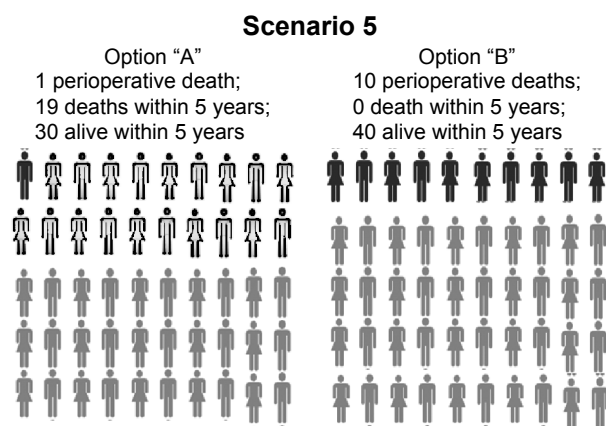 Scenario 5
Option “A”
1 perioperative death;
19 deaths within 5 years;
30 alive within 5 years
Option “B”
10 perioperative deaths;
0 death within 5 years;
40 alive within 5 years